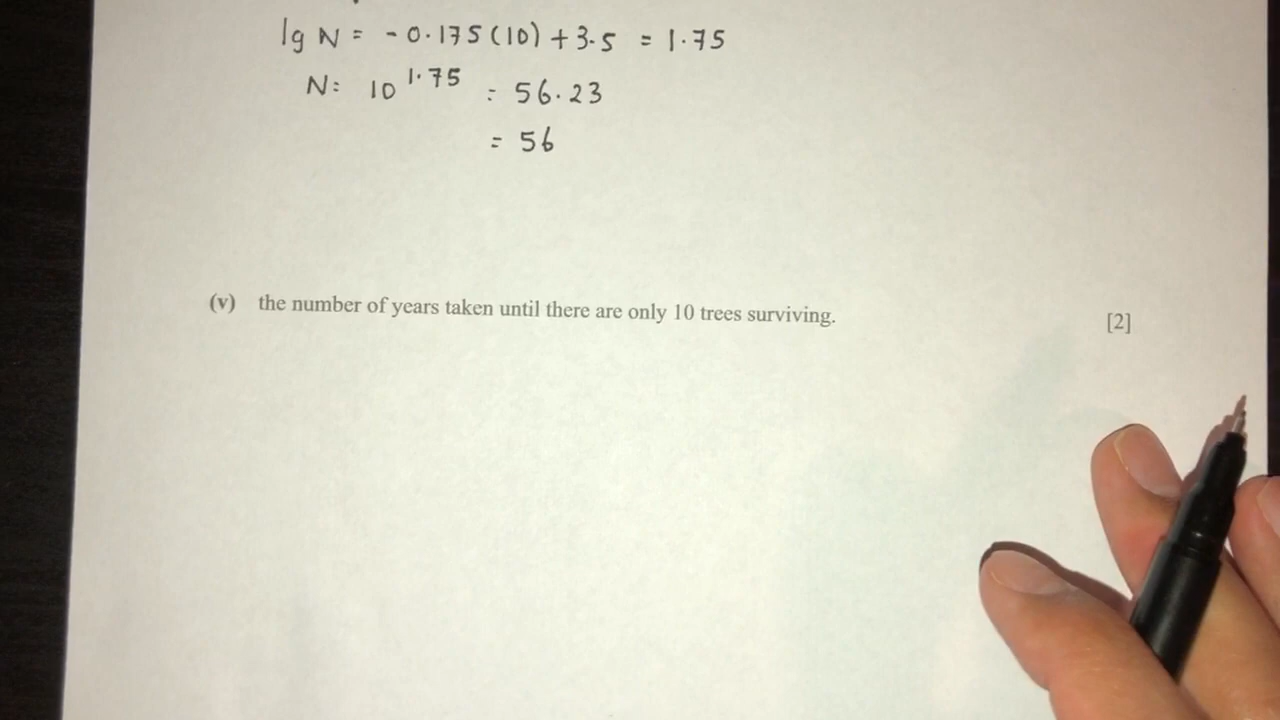 lg N = -0.175(10) + 3.5 = 1.75
N = 10^1.75 = 56.23
= 56
(v) the number of years taken until there are only 10 trees surviving. [2]